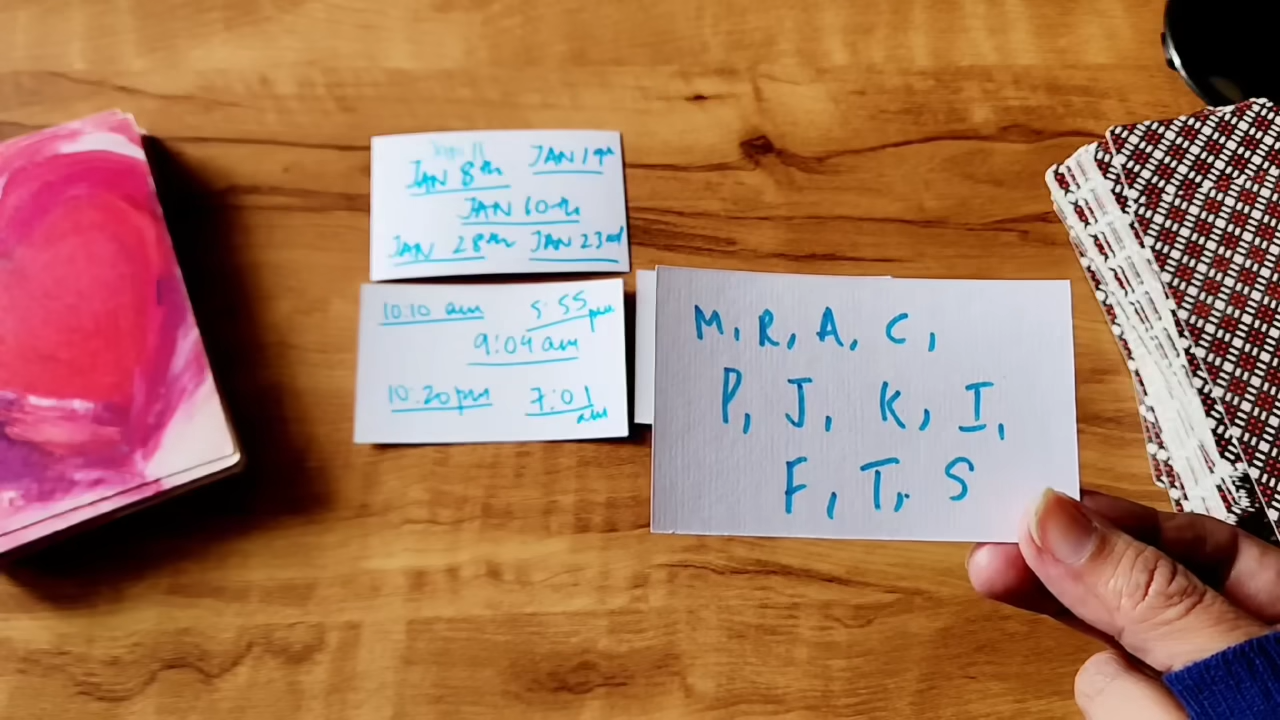 JAN 8th JAN 19th
JAN 10th
JAN 28th JAN 23rd
10:10 am 5:55 pm
9:04 am
10:20 pm 7:01 am
M, R, A, C,
P, J, K, I,
F, T, S